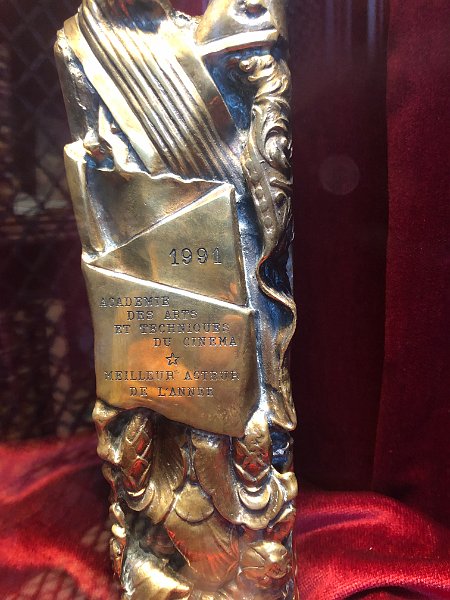 1991
ACADEMIE
DES ARTS
ET TECHNIQUES
DU CINEMA
MEILLEUR ACTEUR
DE L'ANNEE